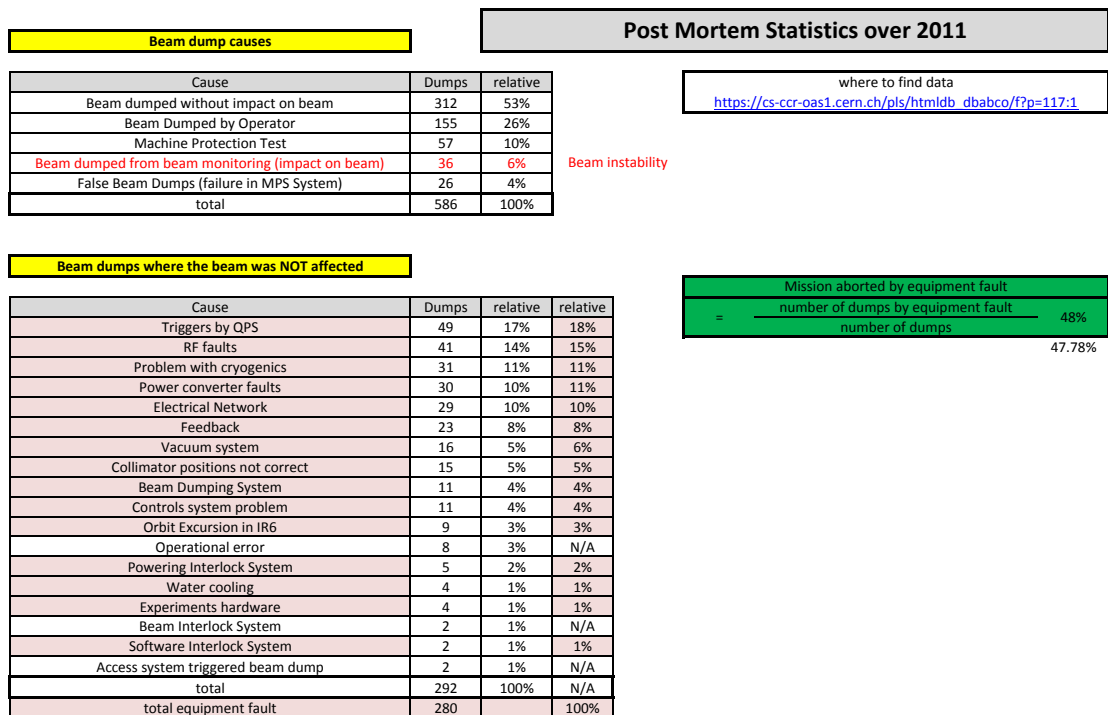 Post Mortem Statistics over 2011
Beam dump causes
Cause Dumps relative
Beam dumped without impact on beam 312 53%
Beam Dumped by Operator 155 26%
Machine Protection Test 57 10%
Beam dumped from beam monitoring (impact on beam) 36 6% Beam instability
False Beam Dumps (failure in MPS System) 26 4%
total 586 100%
where to find data
https://cs-ccr-oas1.cern.ch/pls/htmldb_dbabco/f?p=117:1
Beam dumps where the beam was NOT affected
Cause Dumps relative relative
Triggers by QPS 49 17% 18%
RF faults 41 14% 15%
Problem with cryogenics 31 11% 11%
Power converter faults 30 10% 11%
Electrical Network 29 10% 10%
Feedback 23 8% 8%
Vacuum system 16 5% 6%
Collimator positions not correct 15 5% 5%
Beam Dumping System 11 4% 4%
Controls system problem 11 4% 4%
Orbit Excursion in IR6 9 3% 3%
Operational error 8 3% N/A
Powering Interlock System 5 2% 2%
Water cooling 4 1% 1%
Experiments hardware 4 1% 1%
Beam Interlock System 2 1% N/A
Software Interlock System 2 1% 1%
Access system triggered beam dump 2 1% N/A
total 292 100% N/A
total equipment fault 280 100%
Mission aborted by equipment fault
number of dumps by equipment fault
= 48%
number of dumps
47.78%